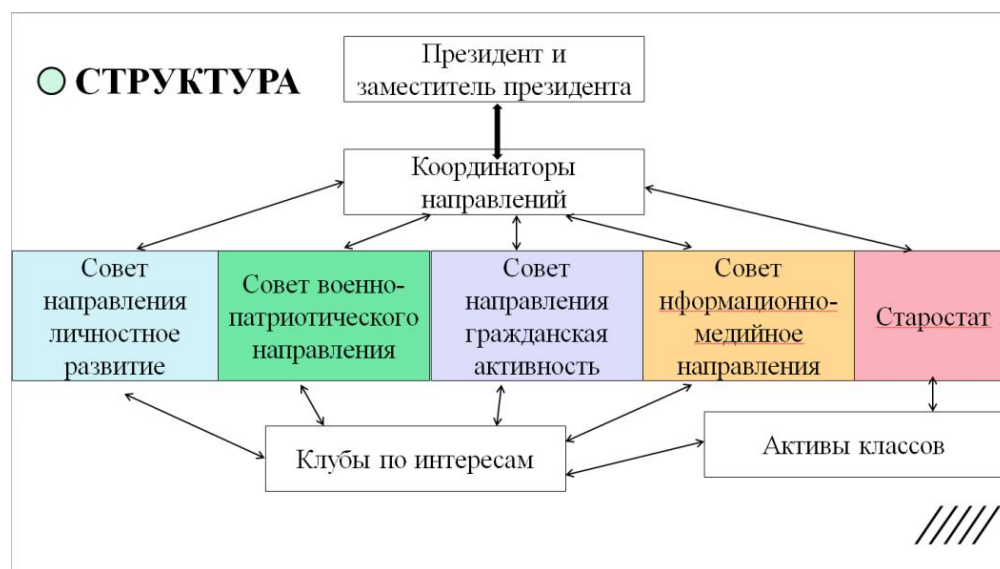 СТРУКТУРА
Президент и
заместитель президента
Координаторы
направлений
Совет
направления
личностное
развитие
Совет военно-
патриотического
направления
Совет
направления
гражданская
активность
Совет
нформационно-
медийное
направления
Старостат
Клубы по интересам
Активы классов